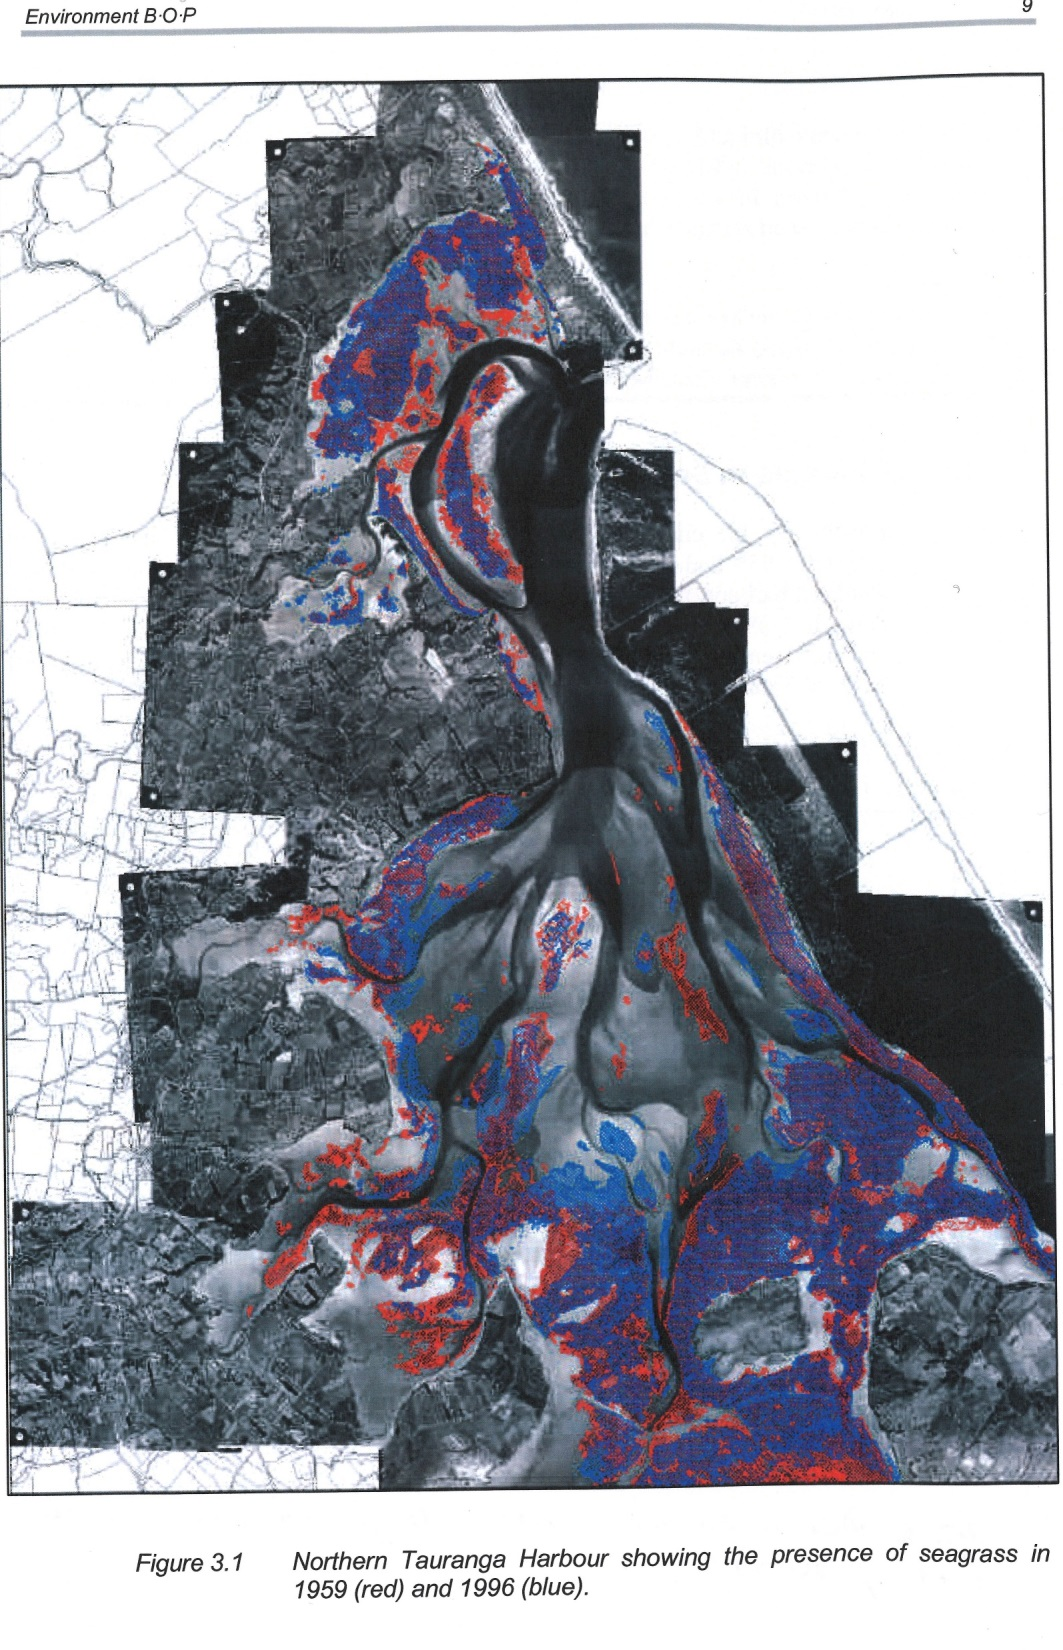 Environment B·O·P
9
Figure 3.1 Northern Tauranga Harbour showing the presence of seagrass in
1959 (red) and 1996 (blue).